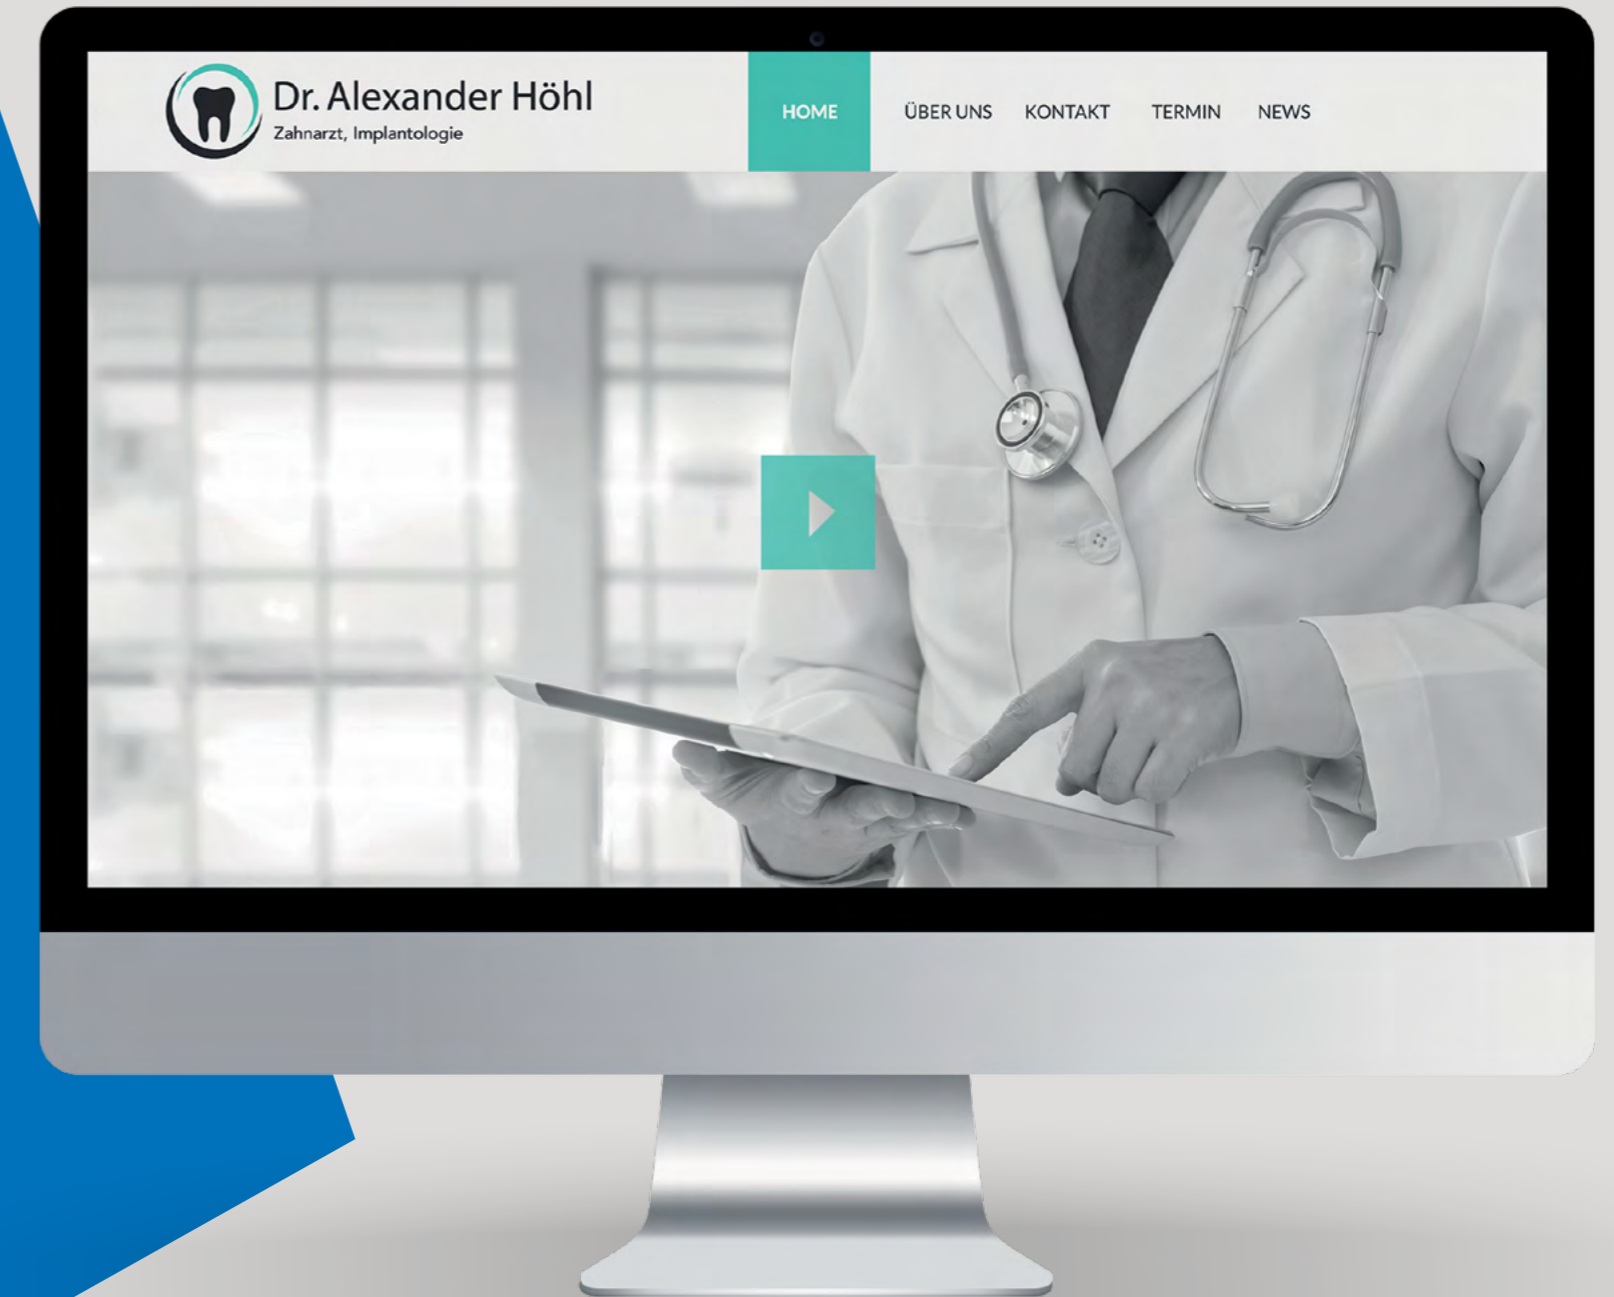 Dr. Alexander Höhl
Zahnarzt, Implantologie
HOME ÜBER UNS KONTAKT TERMIN NEWS